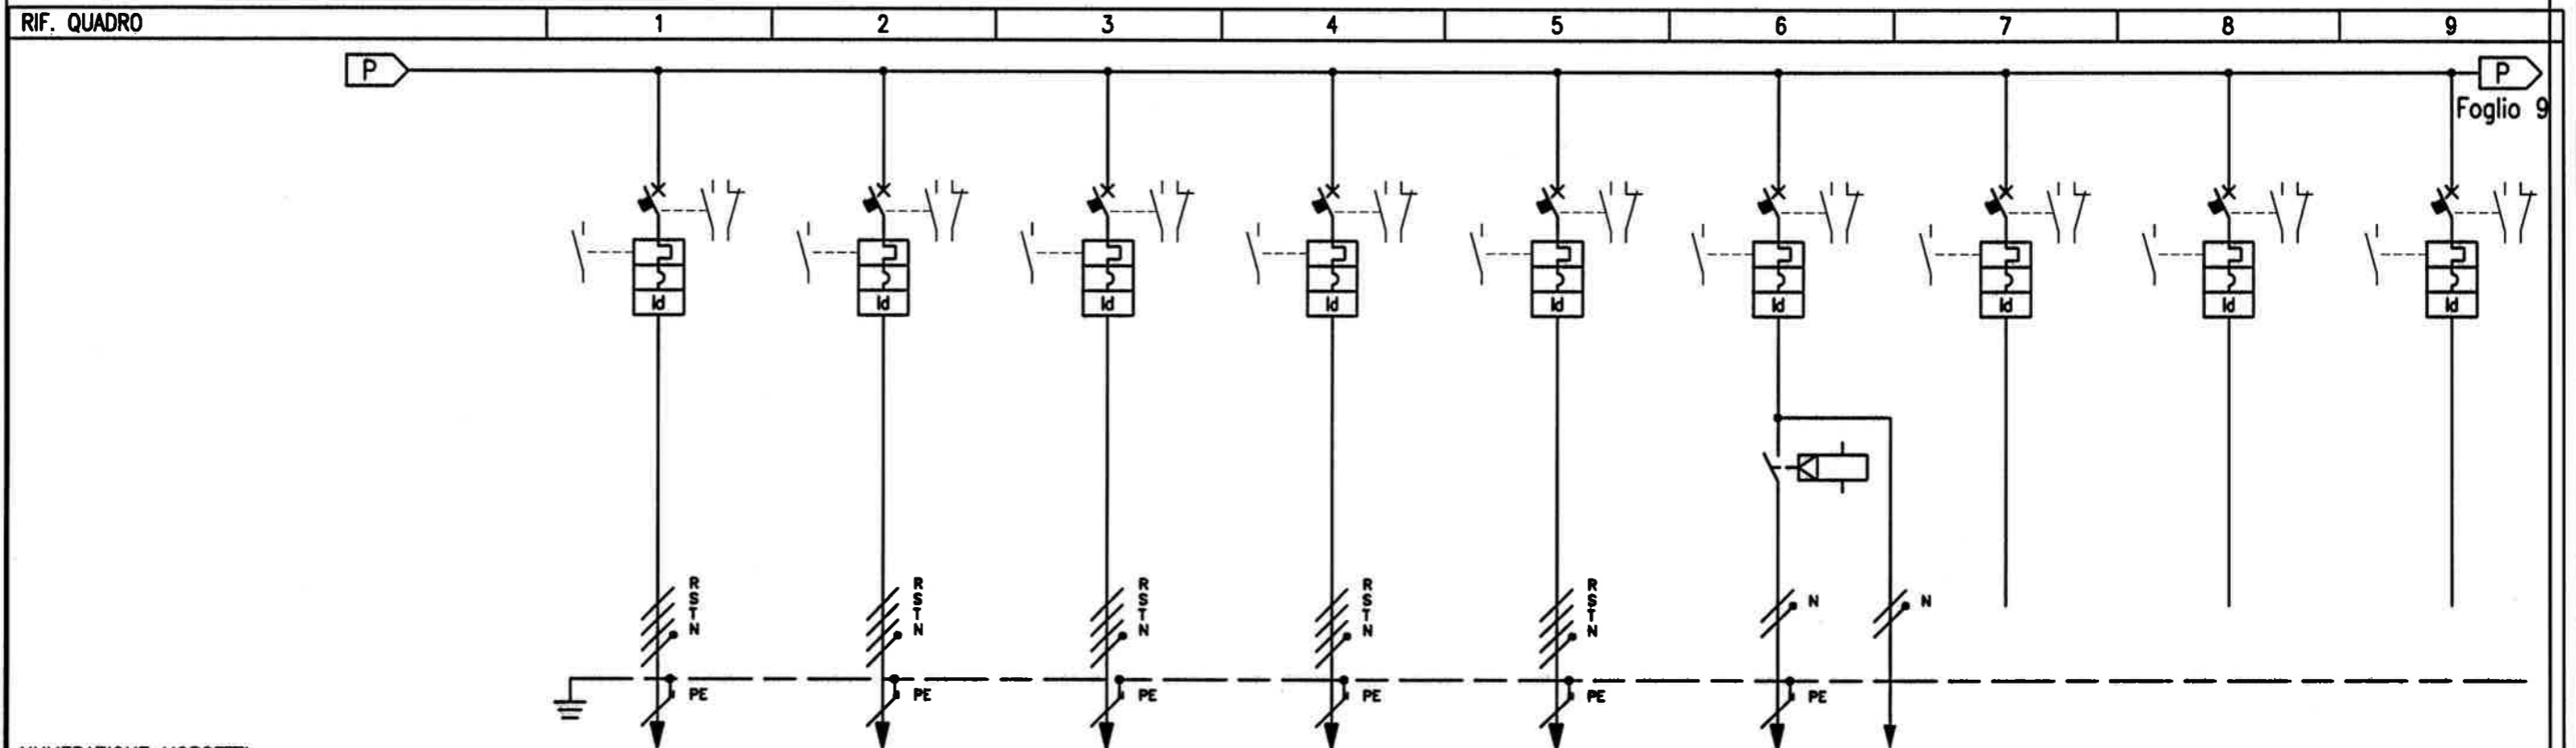 RIF. QUADRO 1 2 3 4 5 6 7 8 9
P P
Foglio 9
Id Id Id Id Id Id Id Id Id
R R R R R
S S S S S
T T T T T
N N N N N N N
PE PE PE PE PE PE